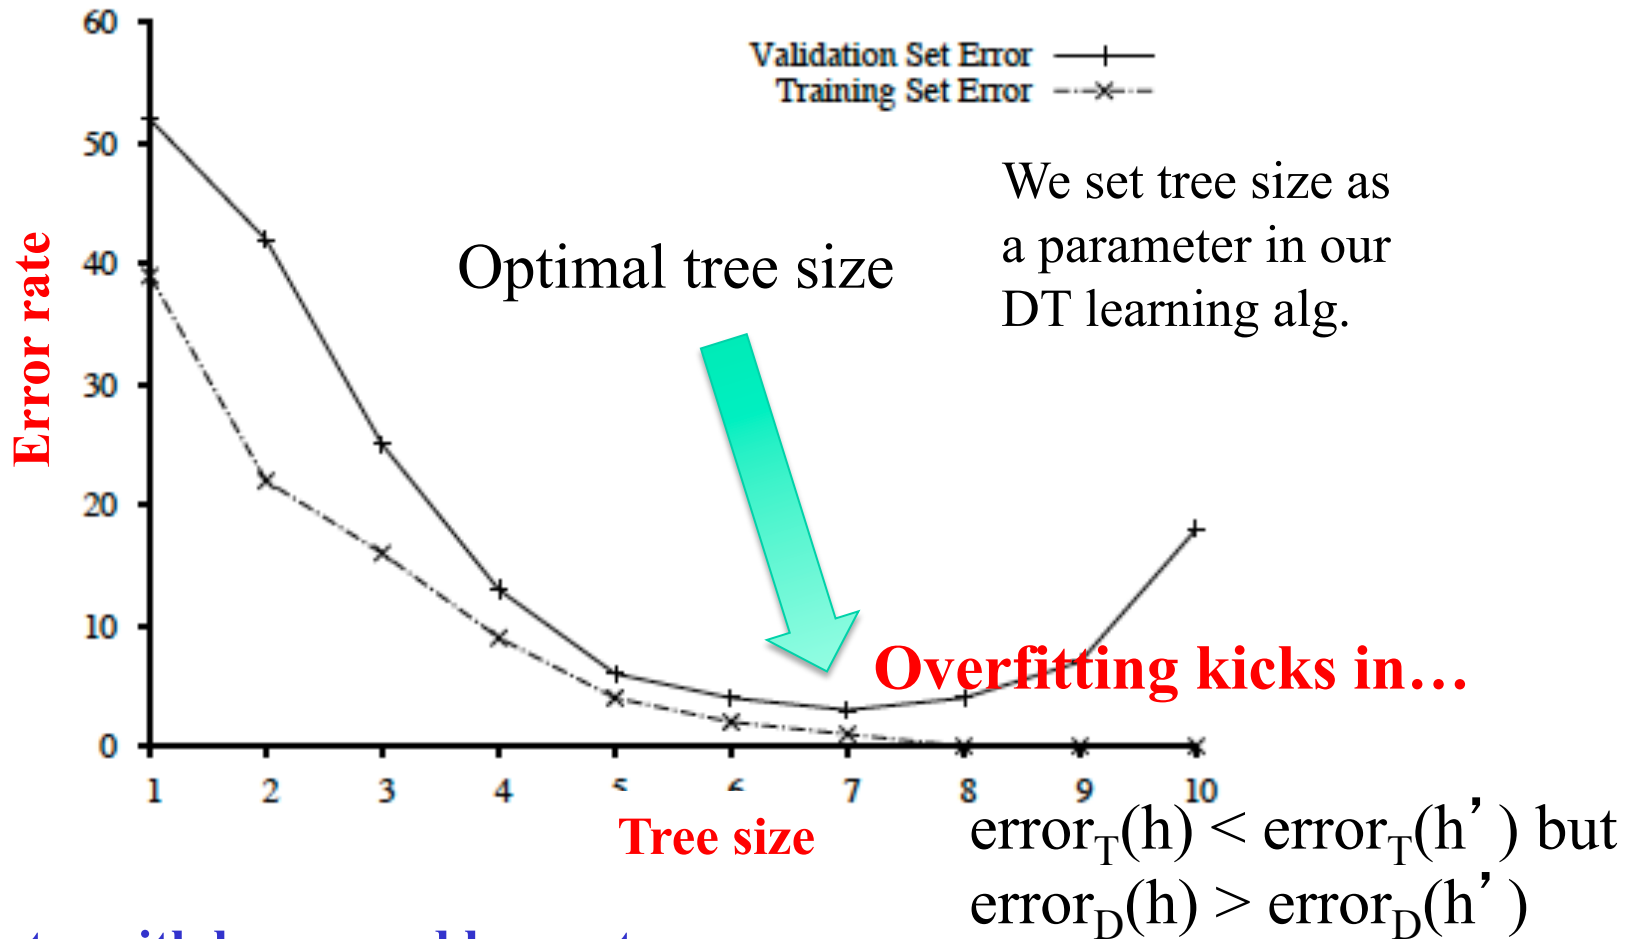 60
Validation Set Error
Training Set Error
50
We set tree size as
a parameter in our
DT learning alg.
Error rate
40
Optimal tree size
30
20
10
Overfitting kicks in…
0
1 2 3 4 5 6 7 8 9 10
Tree size
errorT(h) < errorT(h’) but
errorD(h) > errorD(h’)